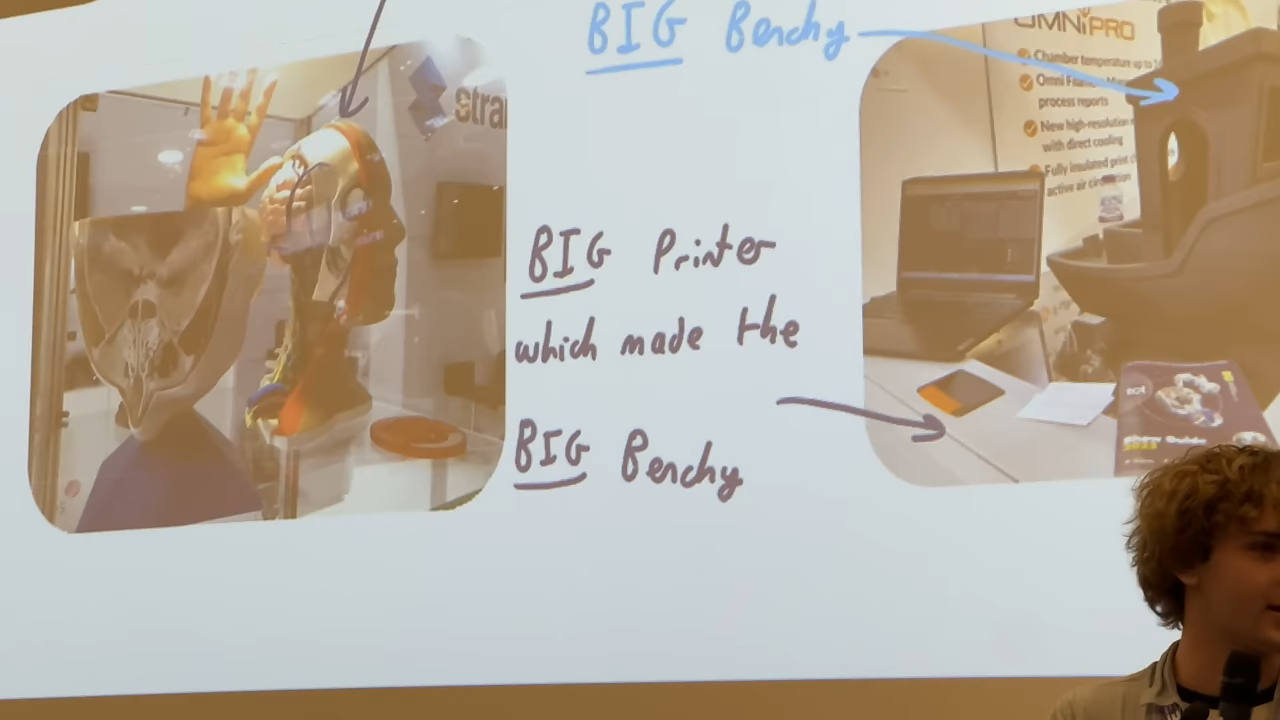 BIG Benchy
OMNiPRO
Chamber temperature up to
process reports
New high-resolution
with direct cooling
Fully insulated print
active air
stra
BIG Printer
which made the
BIG Benchy